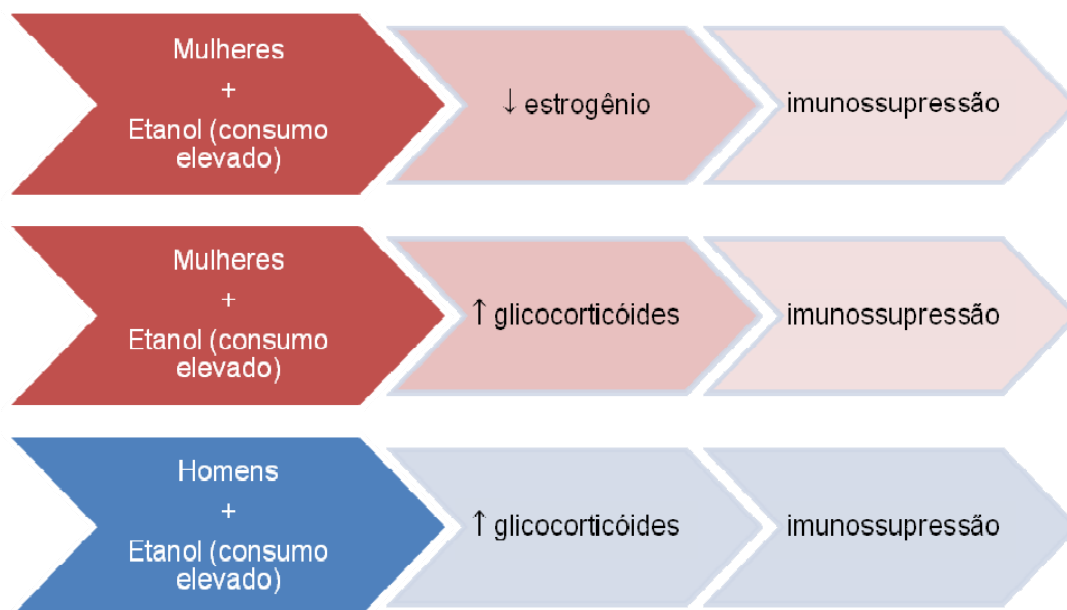 Mulheres
+
Etanol (consumo
elevado)
↓ estrogênio
imunossupressão
Mulheres
+
Etanol (consumo
elevado)
↑ glicocorticóides
imunossupressão
Homens
+
Etanol (consumo
elevado)
↑ glicocorticóides
imunossupressão